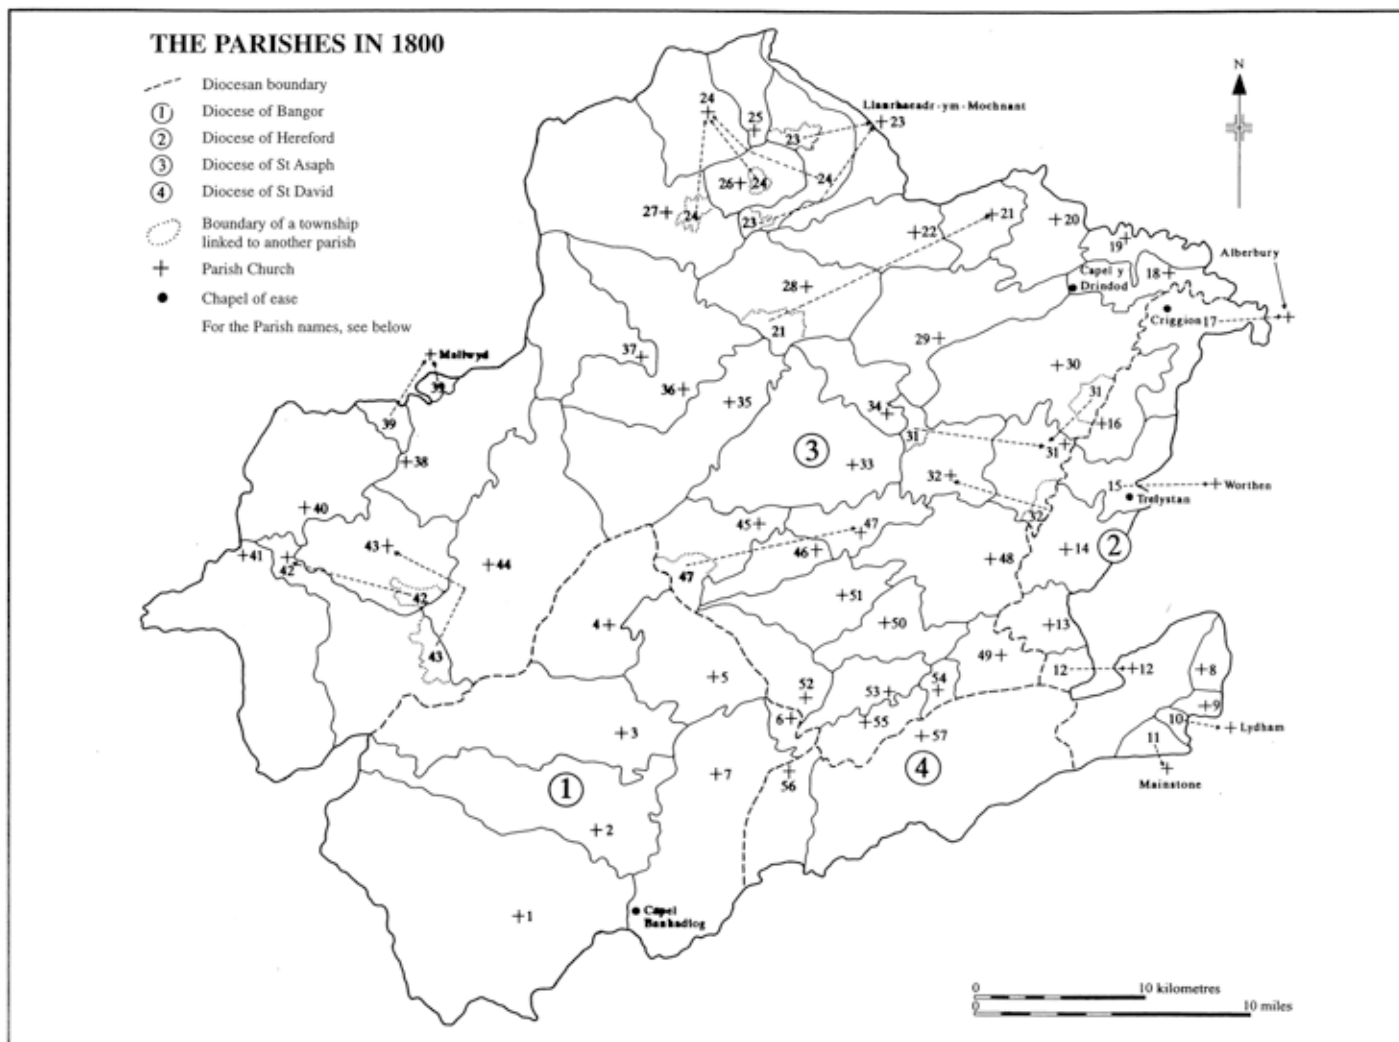 THE PARISHES IN 1800
Diocesan boundary
1 Diocese of Bangor
2 Diocese of Hereford
3 Diocese of St Asaph
4 Diocese of St David
Boundary of a township
linked to another parish
Parish Church
Chapel of ease
For the Parish names, see below
N
Llanrhaeadr-ym-Mochnant
24
25
23
23
26
24
24
27
24
23
22
21
20
19
Alberbury
Capel y
Drindod
18
28
Criggion
17
21
29
Mallwyd
37
30
39
36
35
31
39
34
16
31
31
38
3
33
32
15
Worthen
Trelystan
32
40
45
47
43
46
14
2
41
42
44
47
48
42
51
4
50
13
43
49
5
12
12
8
52
53
54
6
9
55
10
Lydham
3
57
11
7
4
56
1
Mainstone
2
1
Capel
Banhadlog
0
10 kilometres
0
10 miles